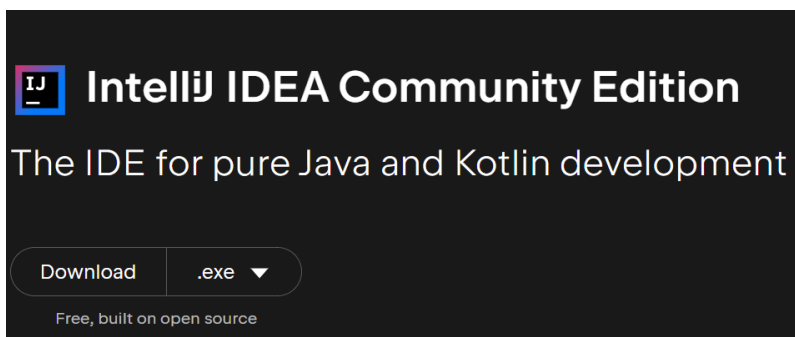 IJ
IntelliJ IDEA Community Edition
The IDE for pure Java and Kotlin development
Download .exe
Free, built on open source